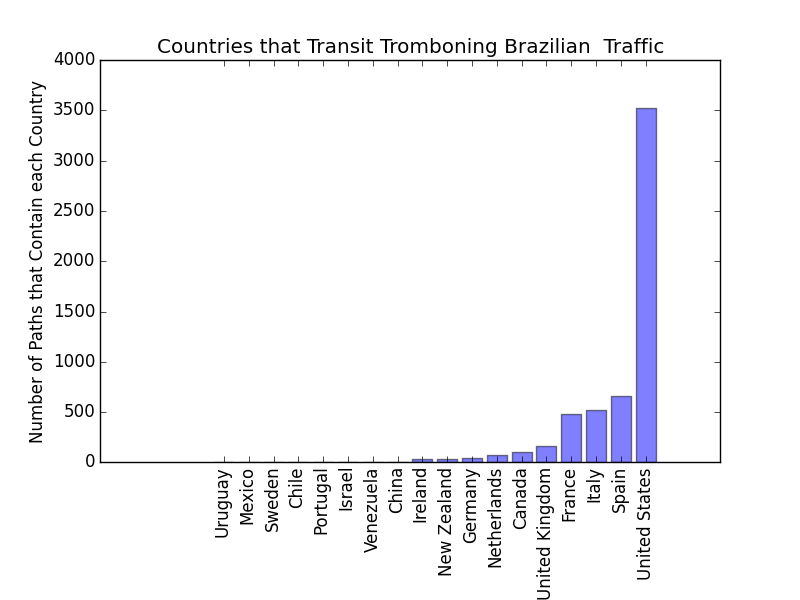 Countries that Transit Tromboning Brazilian  Traffic
Number of Paths that Contain each Country
4000
3500
3000
2500
2000
1500
1000
500
0
Uruguay
Mexico
Sweden
Chile
Portugal
Israel
Venezuela
China
Ireland
New Zealand
Germany
Netherlands
Canada
United Kingdom
France
Italy
Spain
United States